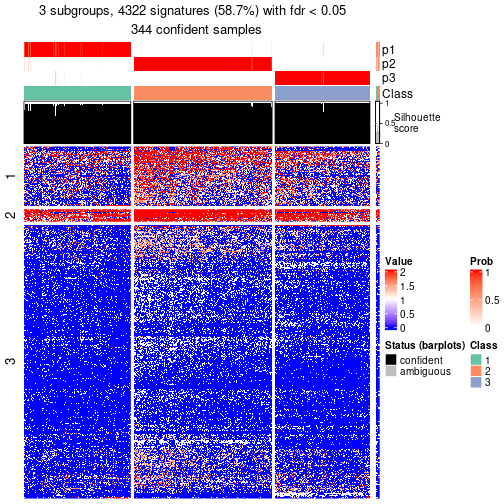 3 subgroups, 4322 signatures (58.7%) with fdr < 0.05
344 confident samples
p1
p2
p3
Class
1
0.5
0
Silhouette
score
1
2
3
Value
2
1.5
1
0.5
0
Prob
1
0.5
0
Status (barplots)
confident
ambiguous
Class
1
2
3